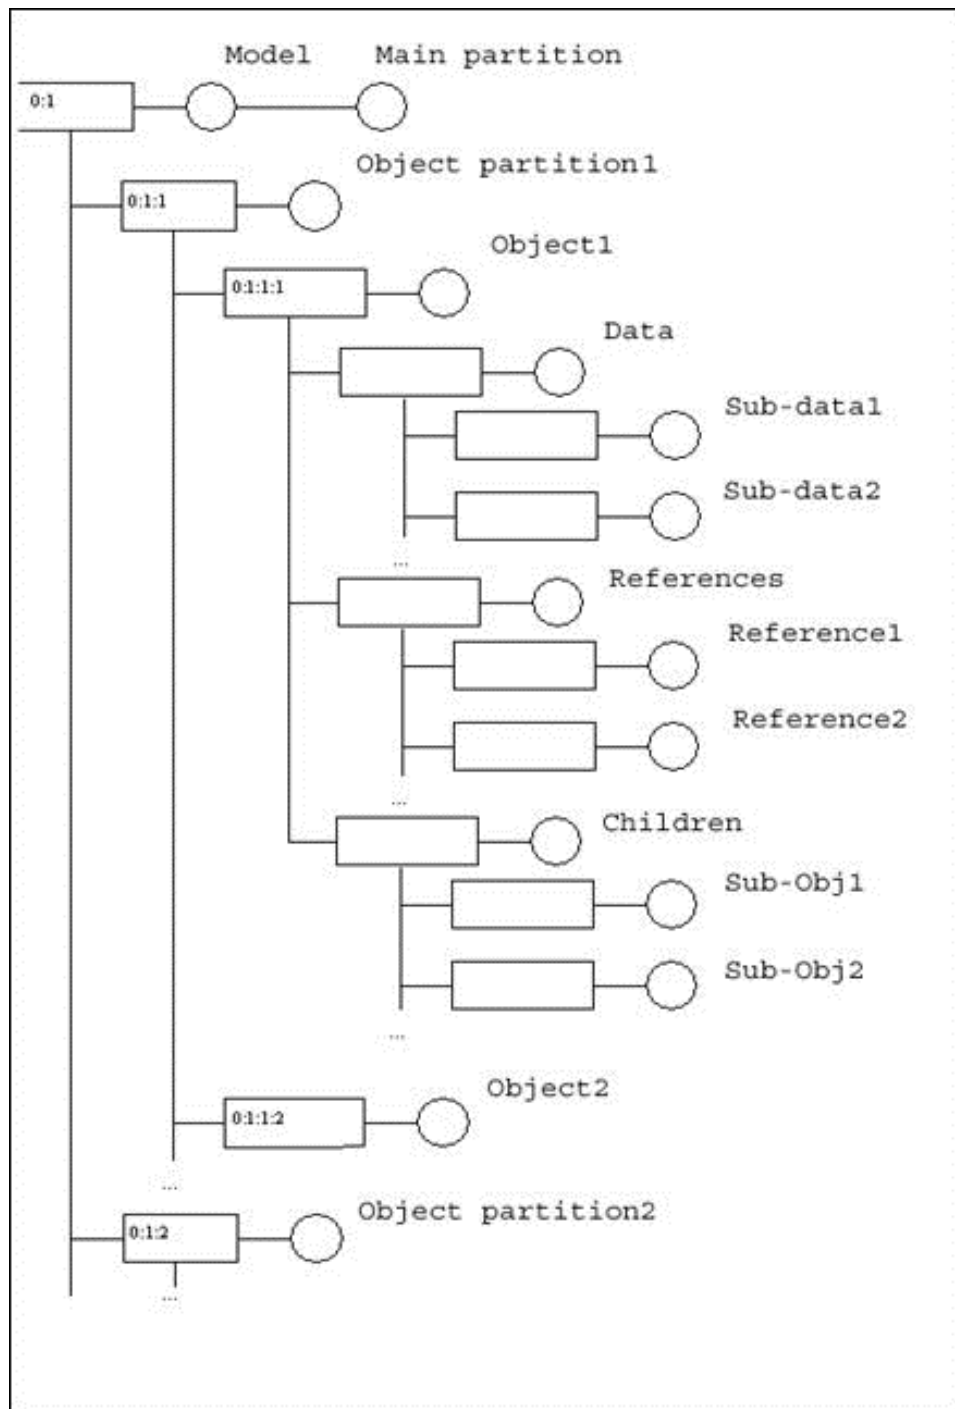 Model Main partition
0:1
Object partition1
0:1:1
Object1
0:1:1:1
Data
Sub-data1
Sub-data2
...
References
Reference1
Reference2
...
Children
Sub-Obj1
Sub-Obj2
...
Object2
0:1:1:2
...
Object partition2
0:1:2
...